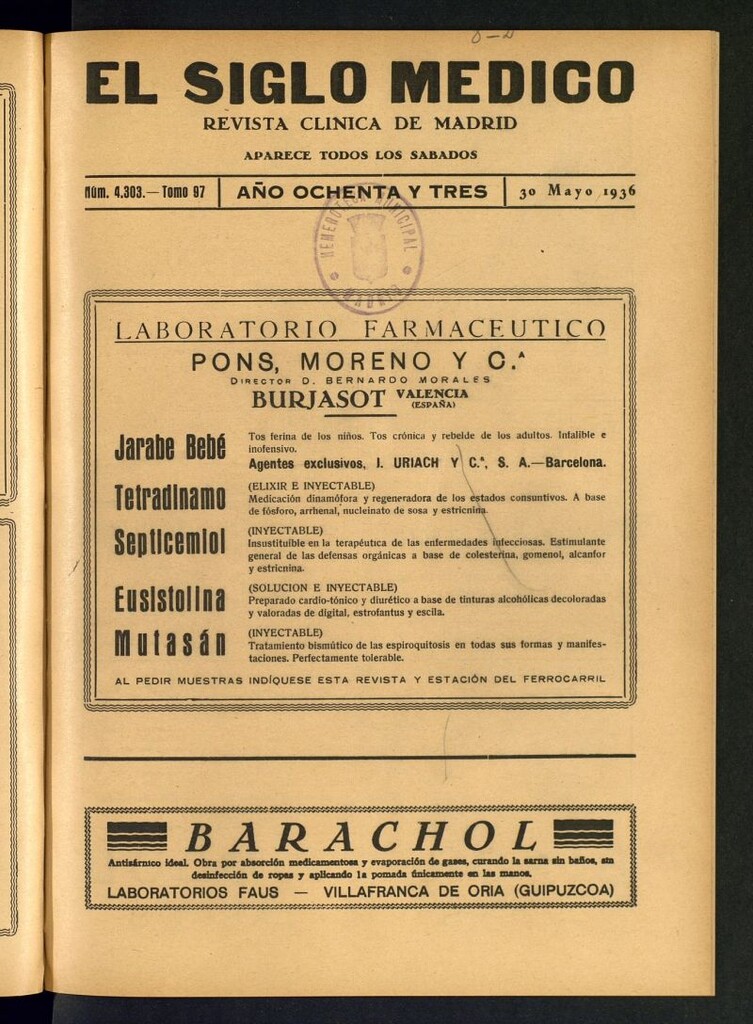 EL SIGLO MEDICO
REVISTA CLINICA DE MADRID
APARECE TODOS LOS SABADOS
Núm. 4.303.— Tomo 97 | AÑO OCHENTA Y TRES | 30 Mayo 1936
HEMEROTECA MUNICIPAL
MADRID
LABORATORIO FARMACEUTICO
PONS, MORENO Y C.ª
DIRECTOR D. BERNARDO MORALES
BURJASOT VALENCIA
(ESPAÑA)
Jarabe Bebé
Tos ferina de los niños. Tos crónica y rebelde de los adultos. Infalible e
inofensivo.
Agentes exclusivos, J. URIACH Y C.ª, S. A.—Barcelona.
Tetradinamo
(ELIXIR E INYECTABLE)
Medicación dinamófora y regeneradora de los estados consuntivos. A base
de fósforo, arrhenal, nucleinato de sosa y estricnina.
Septicemiol
(INYECTABLE)
Insustituíble en la terapéutica de las enfermedades infecciosas. Estimulante
general de las defensas orgánicas a base de colesterina, gomenol, alcanfor
y estricnina.
Eusistolina
(SOLUCION E INYECTABLE)
Preparado cardio-tónico y diurético a base de tinturas alcohólicas decoloradas
y valoradas de digital, estrofantus y escila.
Mutasán
(INYECTABLE)
Tratamiento bismútico de las espiroquitosis en todas sus formas y manifes-
taciones. Perfectamente tolerable.
AL PEDIR MUESTRAS INDÍQUESE ESTA REVISTA Y ESTACIÓN DEL FERROCARRIL
BARACHOL
Antisárnico ideal. Obra por absorción medicamentosa y evaporación de gases, curando la sarna sin baños, sin
desinfección de ropas y aplicando la pomada únicamente en las manos.
LABORATORIOS FAUS — VILLAFRANCA DE ORIA (GUIPUZCOA)